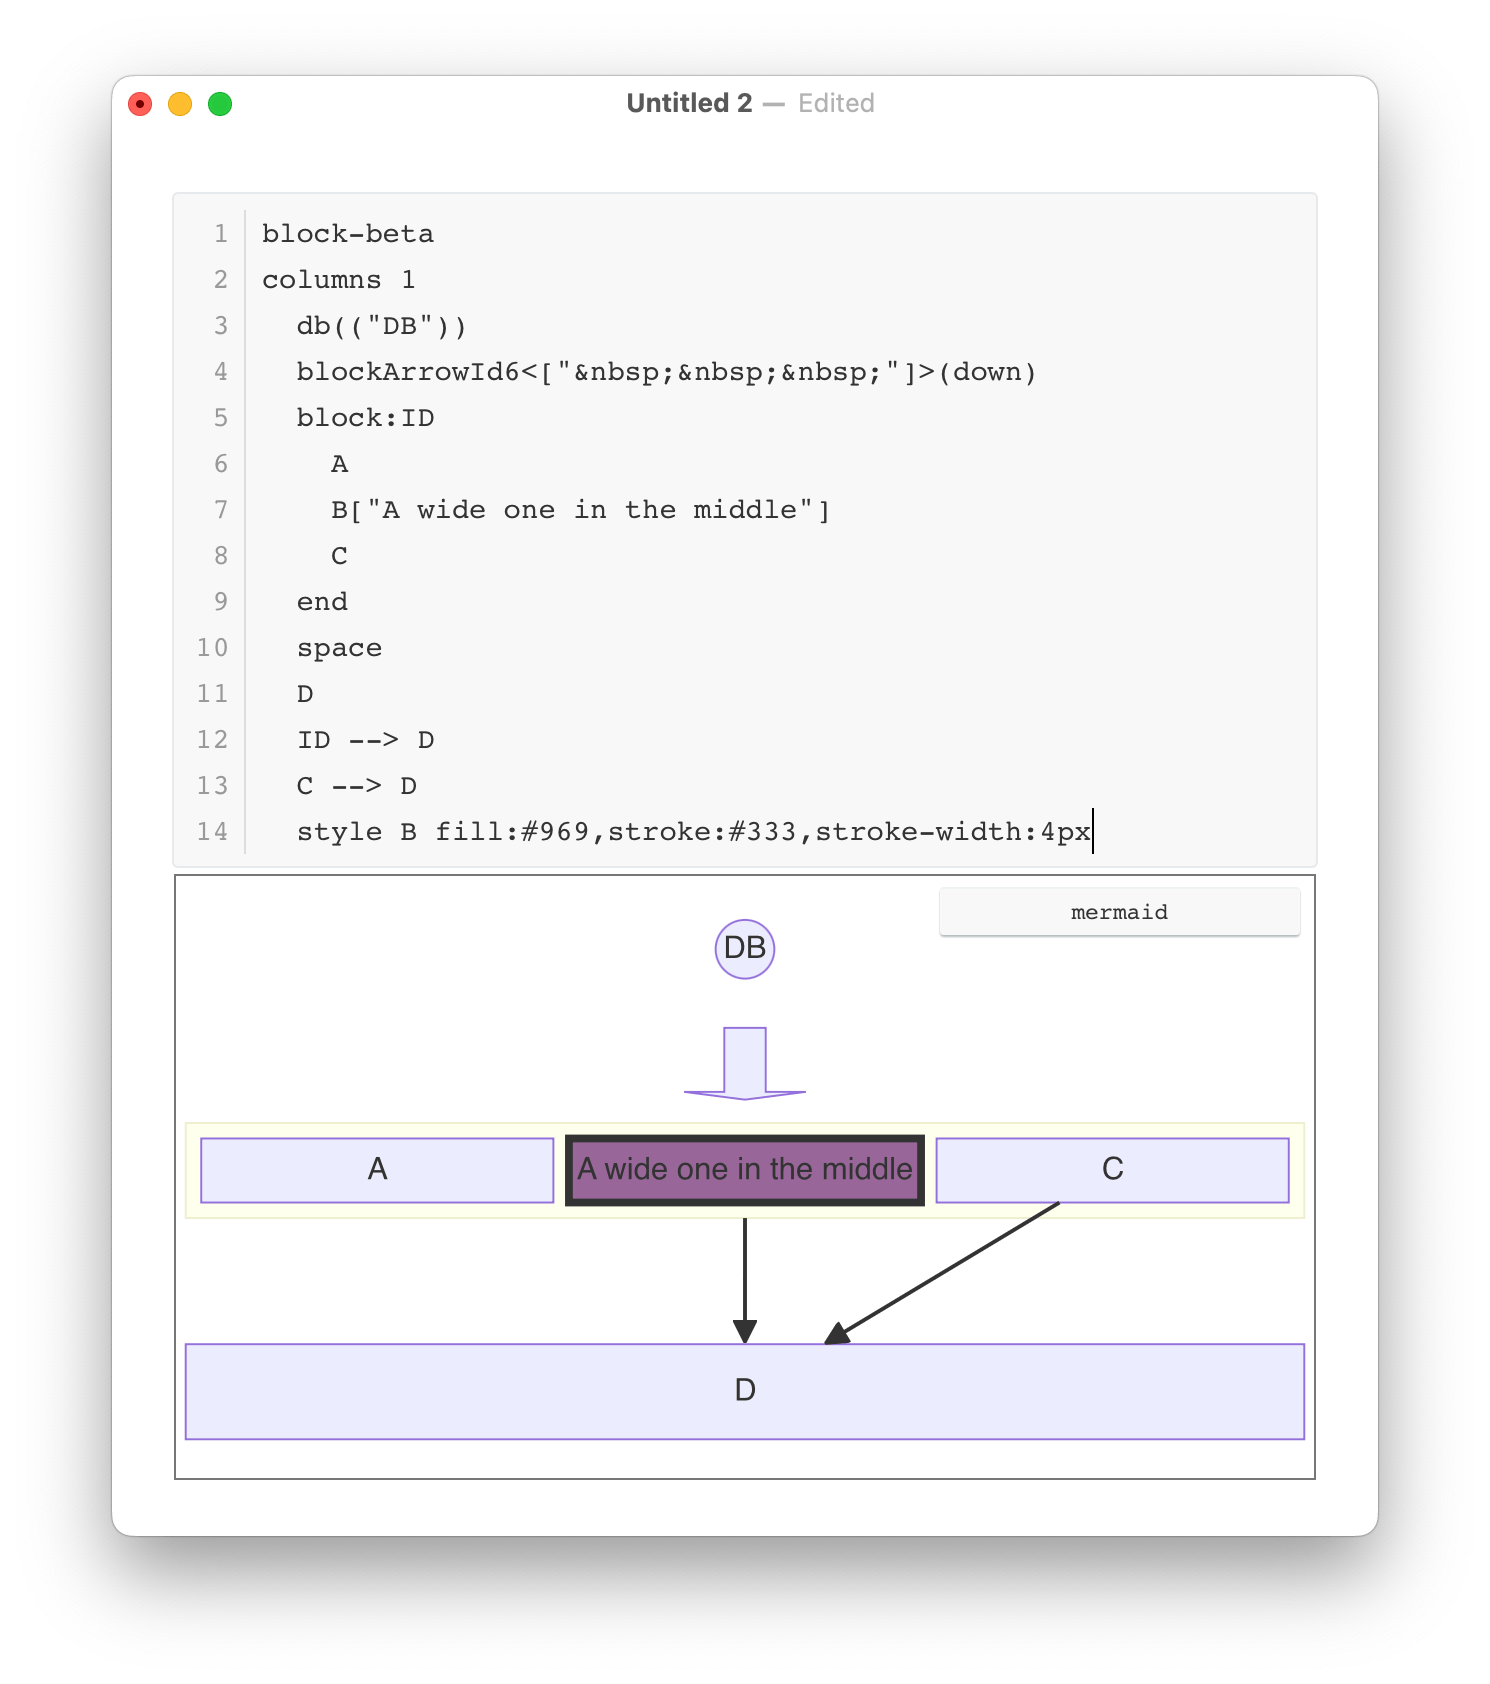 Untitled 2 — Edited
1 block-beta
2 columns 1
3   db(("DB"))
4   blockArrowId6<["&nbsp;&nbsp;&nbsp;"]>(down)
5   block:ID
6     A
7     B["A wide one in the middle"]
8     C
9   end
10   space
11   D
12   ID --> D
13   C --> D
14   style B fill:#969,stroke:#333,stroke-width:4px
mermaid
DB
A A wide one in the middle C
D